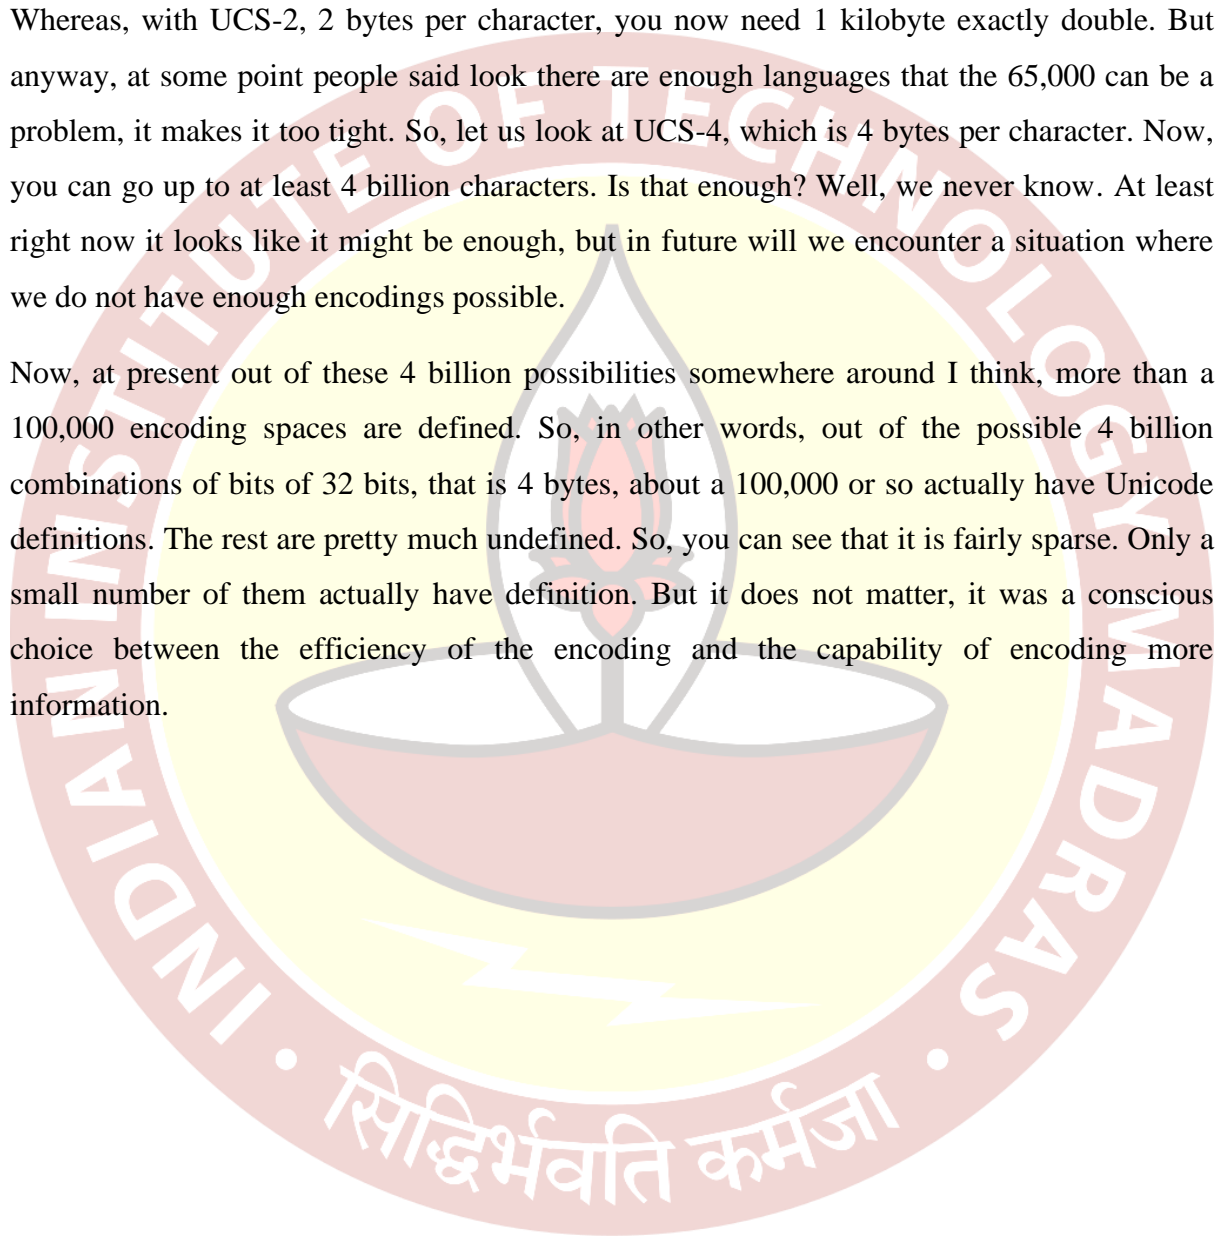 Whereas, with UCS-2, 2 bytes per character, you now need 1 kilobyte exactly double. But
anyway, at some point people said look there are enough languages that the 65,000 can be a
problem, it makes it too tight. So, let us look at UCS-4, which is 4 bytes per character. Now,
you can go up to at least 4 billion characters. Is that enough? Well, we never know. At least
right now it looks like it might be enough, but in future will we encounter a situation where
we do not have enough encodings possible.
Now, at present out of these 4 billion possibilities somewhere around I think, more than a
100,000 encoding spaces are defined. So, in other words, out of the possible 4 billion
combinations of bits of 32 bits, that is 4 bytes, about a 100,000 or so actually have Unicode
definitions. The rest are pretty much undefined. So, you can see that it is fairly sparse. Only a
small number of them actually have definition. But it does not matter, it was a conscious
choice between the efficiency of the encoding and the capability of encoding more
information.
INDIAN INSTITUTE OF TECHNOLOGY MADRAS
सिद्धिर्भवति कर्मजा